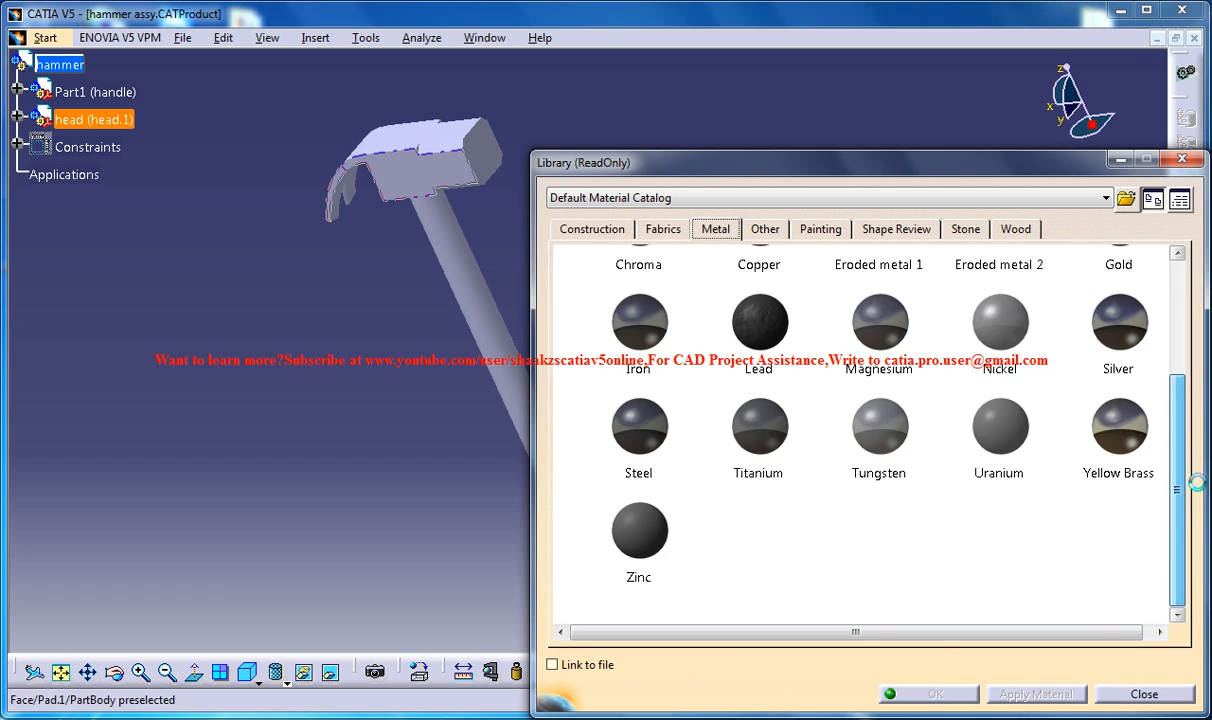 CATIA V5 - [hammer assy.CATProduct]
Start ENOVIA V5 VPM File Edit View Insert Tools Analyze Window Help
hammer
Part1 (handle)
head (head.1)
Constraints
Applications
z
x
y
Library (ReadOnly)
Default Material Catalog
Construction Fabrics Metal Other Painting Shape Review Stone Wood
Chroma Copper Eroded metal 1 Eroded metal 2 Gold
Want to learn more?Subscribe at www.youtube.com/user/shaakzscatiav5online,For CAD Project Assistance,Write to catia.pro.user@gmail.com
Iron Lead Magnesium Nickel Silver
Steel Titanium Tungsten Uranium Yellow Brass
Zinc
Link to file
OK Apply Material Close
Face/Pad.1/PartBody preselected